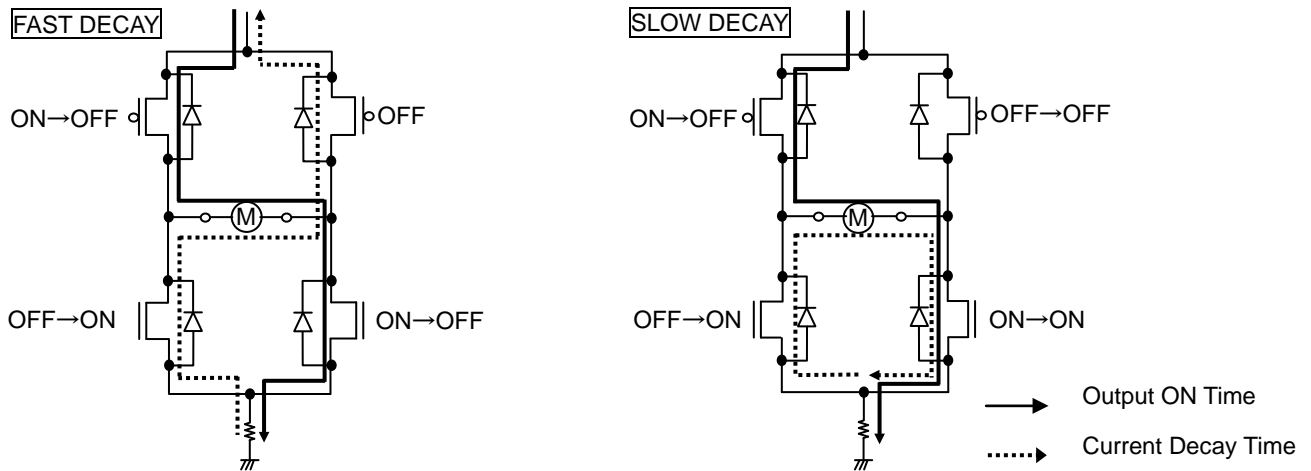 FAST DECAY
ON→OFF
OFF
M
OFF→ON
ON→OFF
SLOW DECAY
ON→OFF
OFF→OFF
M
OFF→ON
ON→ON
Output ON Time
Current Decay Time